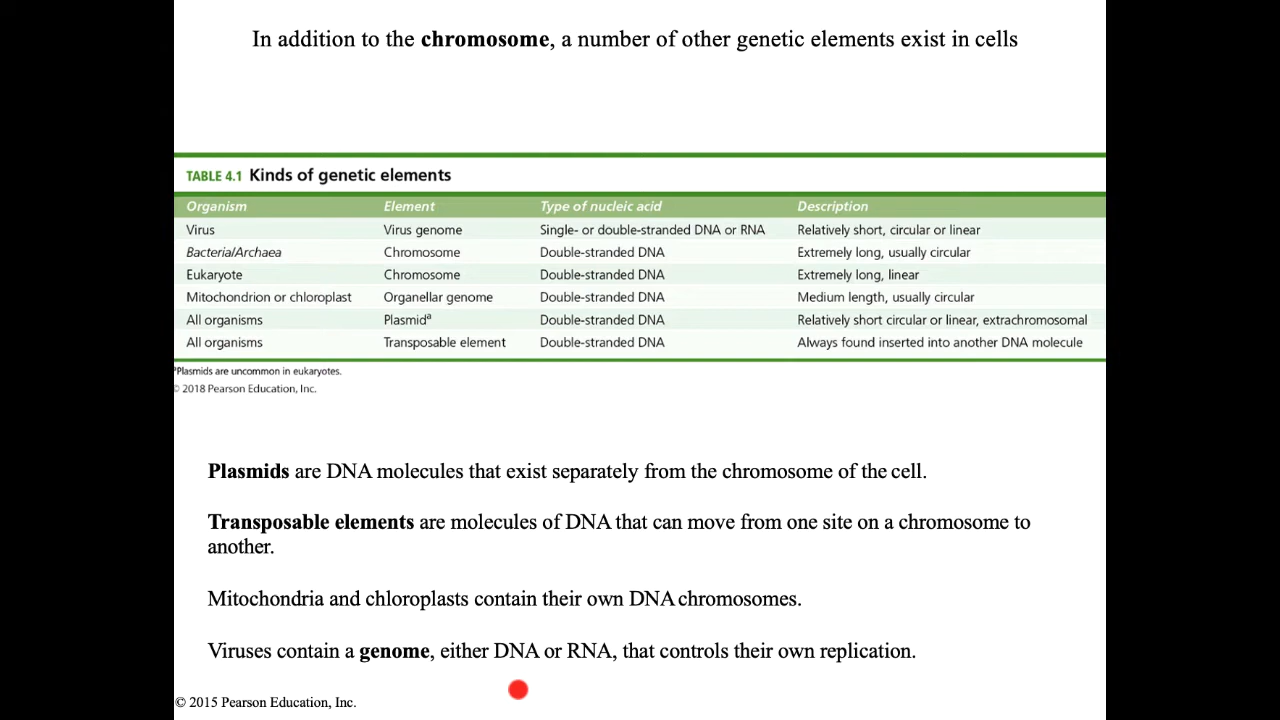 In addition to the chromosome, a number of other genetic elements exist in cells
TABLE 4.1 Kinds of genetic elements
Organism Element Type of nucleic acid Description
Virus Virus genome Single- or double-stranded DNA or RNA Relatively short, circular or linear
Bacteria/Archaea Chromosome Double-stranded DNA Extremely long, usually circular
Eukaryote Chromosome Double-stranded DNA Extremely long, linear
Mitochondrion or chloroplast Organellar genome Double-stranded DNA Medium length, usually circular
All organisms Plasmidᵃ Double-stranded DNA Relatively short circular or linear, extrachromosomal
All organisms Transposable element Double-stranded DNA Always found inserted into another DNA molecule
ᵃPlasmids are uncommon in eukaryotes.
© 2018 Pearson Education, Inc.
Plasmids are DNA molecules that exist separately from the chromosome of the cell.
Transposable elements are molecules of DNA that can move from one site on a chromosome to
another.
Mitochondria and chloroplasts contain their own DNA chromosomes.
Viruses contain a genome, either DNA or RNA, that controls their own replication.
© 2015 Pearson Education, Inc.